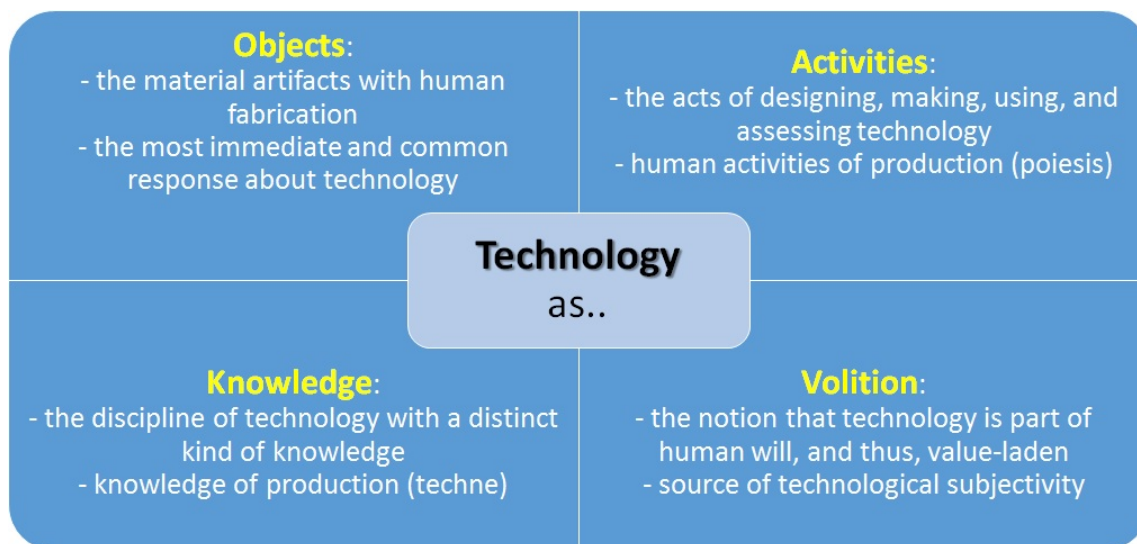 Objects:
- the material artifacts with human
fabrication
- the most immediate and common
response about technology
Activities:
- the acts of designing, making, using, and
assessing technology
- human activities of production (poiesis)
Technology
as..
Knowledge:
- the discipline of technology with a distinct
kind of knowledge
- knowledge of production (techne)
Volition:
- the notion that technology is part of
human will, and thus, value-laden
- source of technological subjectivity